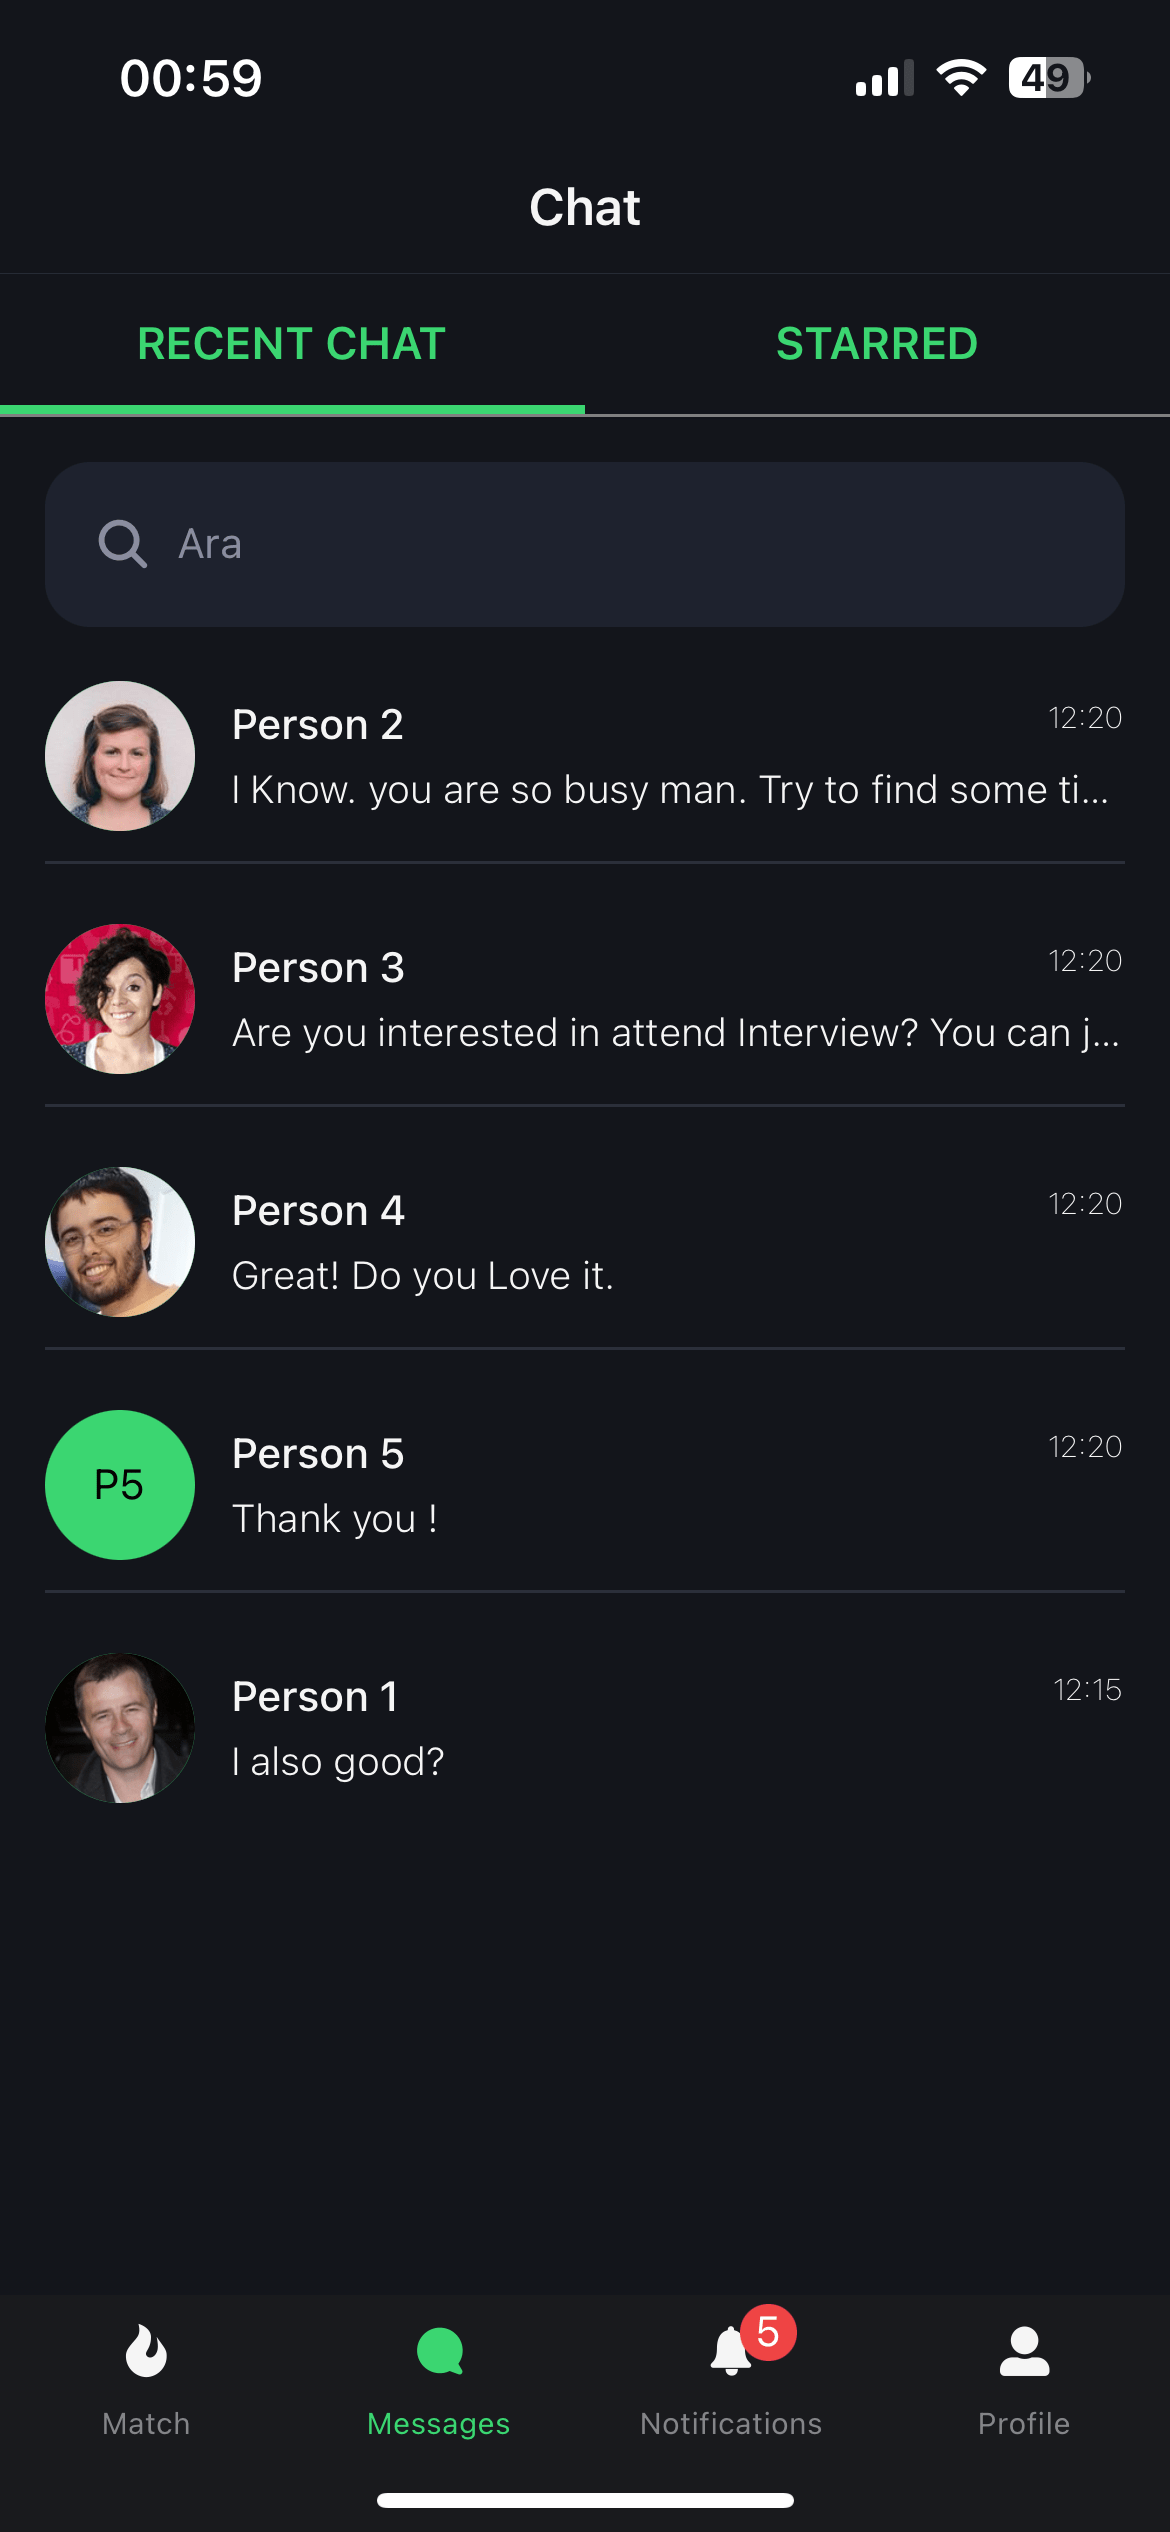 00:59
49
Chat
RECENT CHAT
STARRED
Ara
Person 2
12:20
I Know. you are so busy man. Try to find some ti...
Person 3
12:20
Are you interested in attend Interview? You can j...
Person 4
12:20
Great! Do you Love it.
P5
Person 5
12:20
Thank you !
Person 1
12:15
I also good?
5
Match
Messages
Notifications
Profile